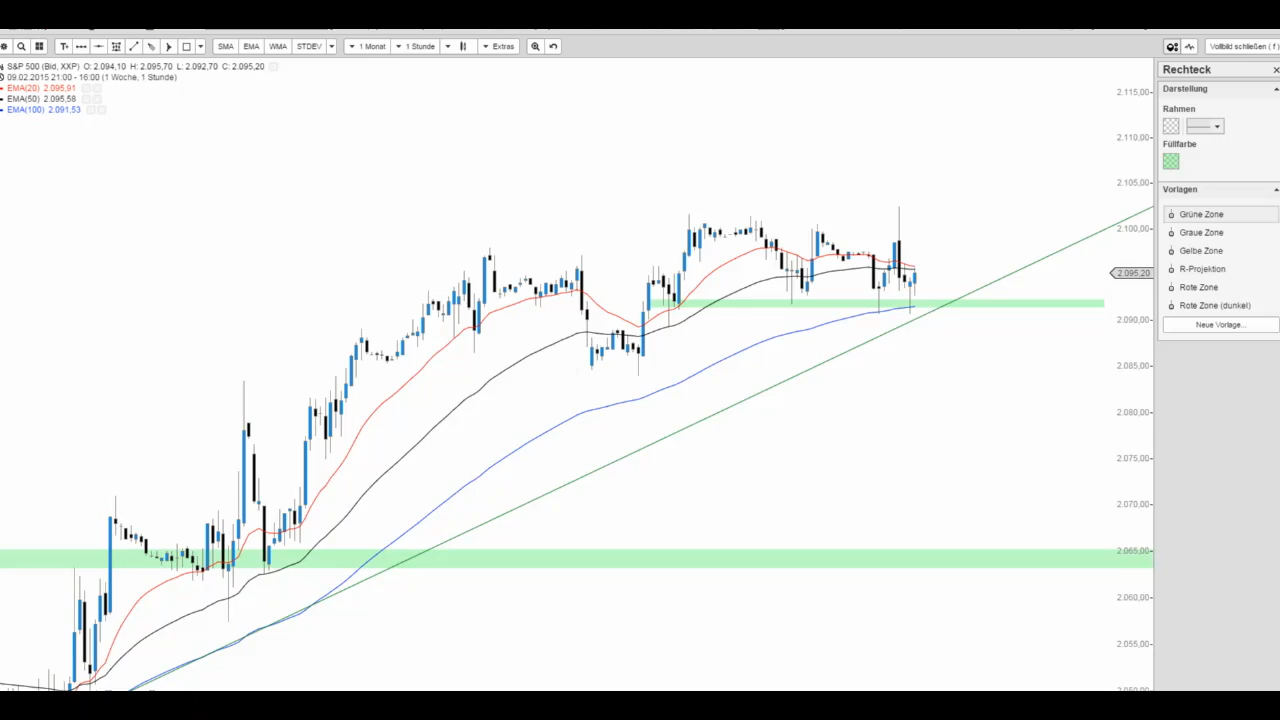 SMA EMA WMA STDEV 1 Monat 1 Stunde Extras Vollbild schließen ( f )
S&P 500 (Bid, XXP) O: 2.094,10 H: 2.095,70 L: 2.092,70 C: 2.095,20
09.02.2015 21:00 - 16:00 (1 Woche, 1 Stunde)
EMA(20) 2.095,91
EMA(50) 2.095,58
EMA(100) 2.091,53
2.115,00
2.110,00
2.105,00
2.100,00
2.095,20
2.090,00
2.085,00
2.080,00
2.075,00
2.070,00
2.065,00
2.060,00
2.055,00
2.050,00
Rechteck
Darstellung
Rahmen
Füllfarbe
Vorlagen
Grüne Zone
Graue Zone
Gelbe Zone
R-Projektion
Rote Zone
Rote Zone (dunkel)
Neue Vorlage...